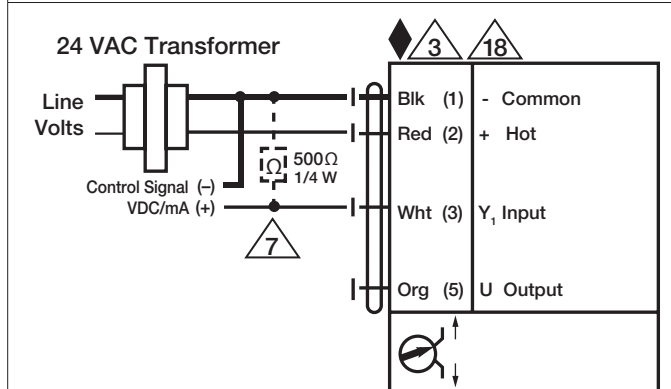 24 VAC Transformer
3
18
Line
Volts
Blk (1) - Common
Red (2) + Hot
Ω 500Ω
1/4 W
Control Signal (–)
VDC/mA (+)
Wht (3) Y₁ Input
7
Org (5) U Output